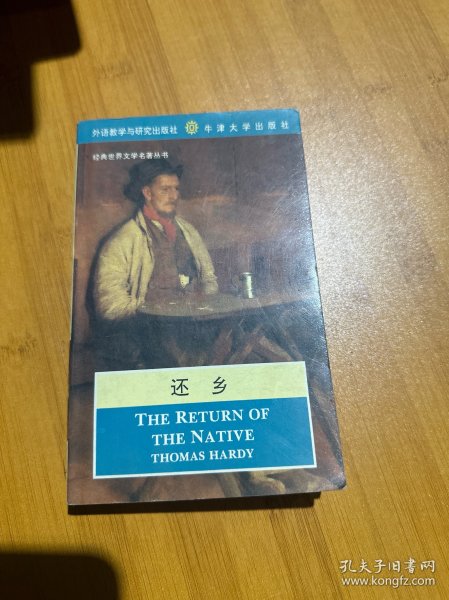 外语教学与研究出版社 牛津大学出版社
经典世界文学名著丛书
还乡
THE RETURN OF
THE NATIVE
THOMAS HARDY
孔夫子旧书网
www.kongfz.com